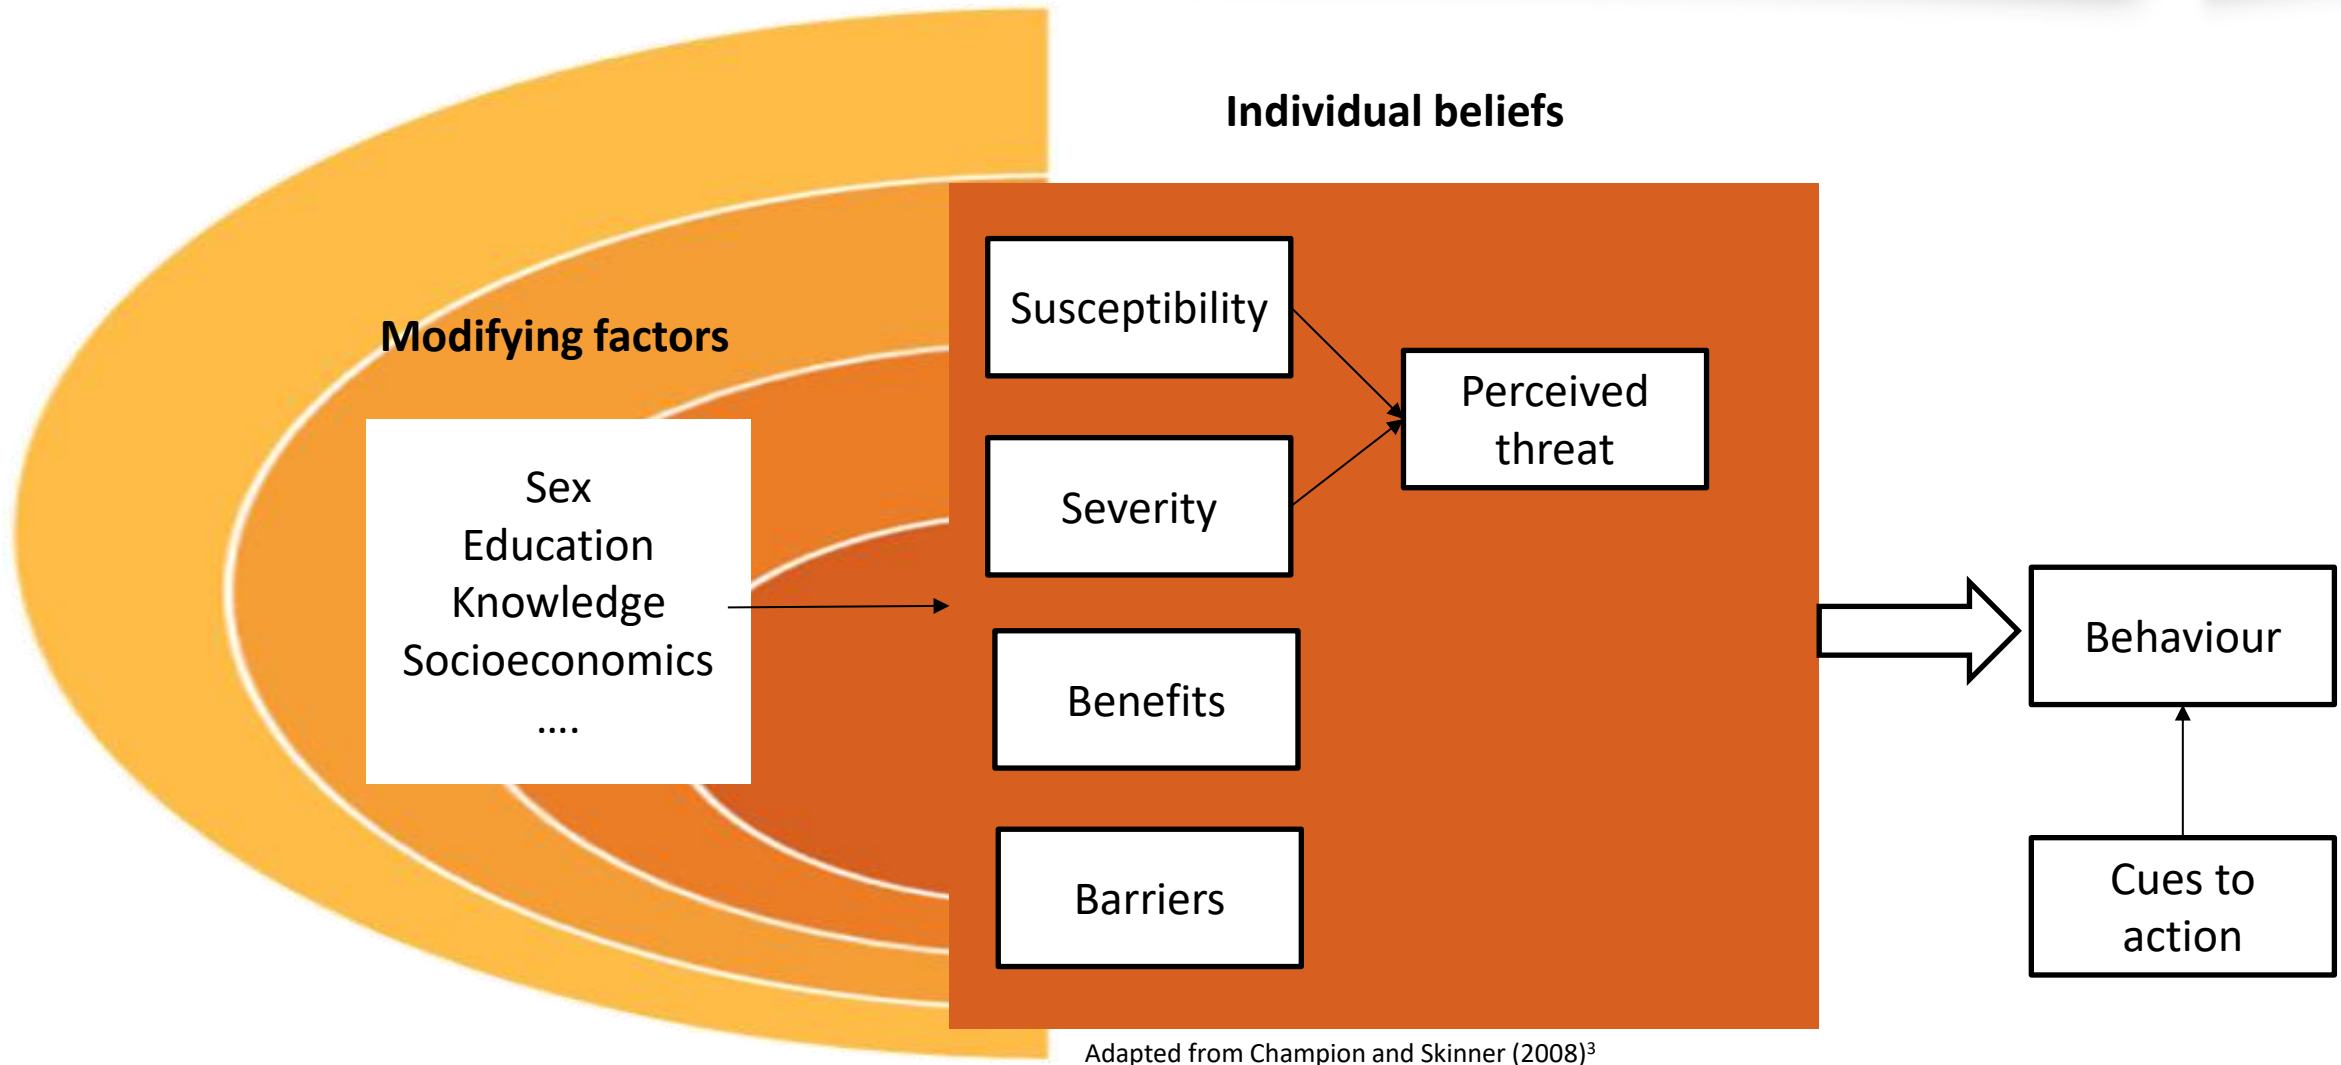 Individual beliefs
Modifying factors
Sex
Education
Knowledge
Socioeconomics
....
Susceptibility
Severity
Benefits
Barriers
Perceived
threat
Behaviour
Cues to
action
Adapted from Champion and Skinner (2008)³